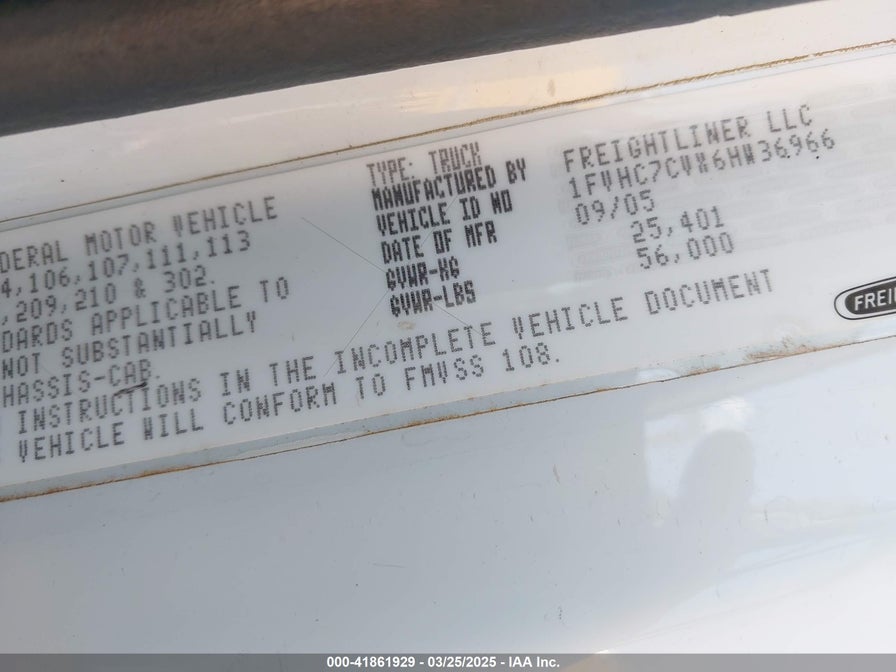 DERAL MOTOR VEHICLE
4,106,107,111,113
,209,210 & 302.
DARDS APPLICABLE TO
NOT SUBSTANTIALLY
HASSIS-CAB.
INSTRUCTIONS IN THE INCOMPLETE VEHICLE DOCUMENT
VEHICLE WILL CONFORM TO FMVSS 108.
TYPE: TRUCK
MANUFACTURED BY FREIGHTLINER LLC
VEHICLE ID NO 1FVHC7CVX6HW36966
DATE OF MFR 09/05
GVWR-KG 25,401
GVWR-LBS 56,000
FREI
000-41861929 - 03/25/2025 - IAA Inc.